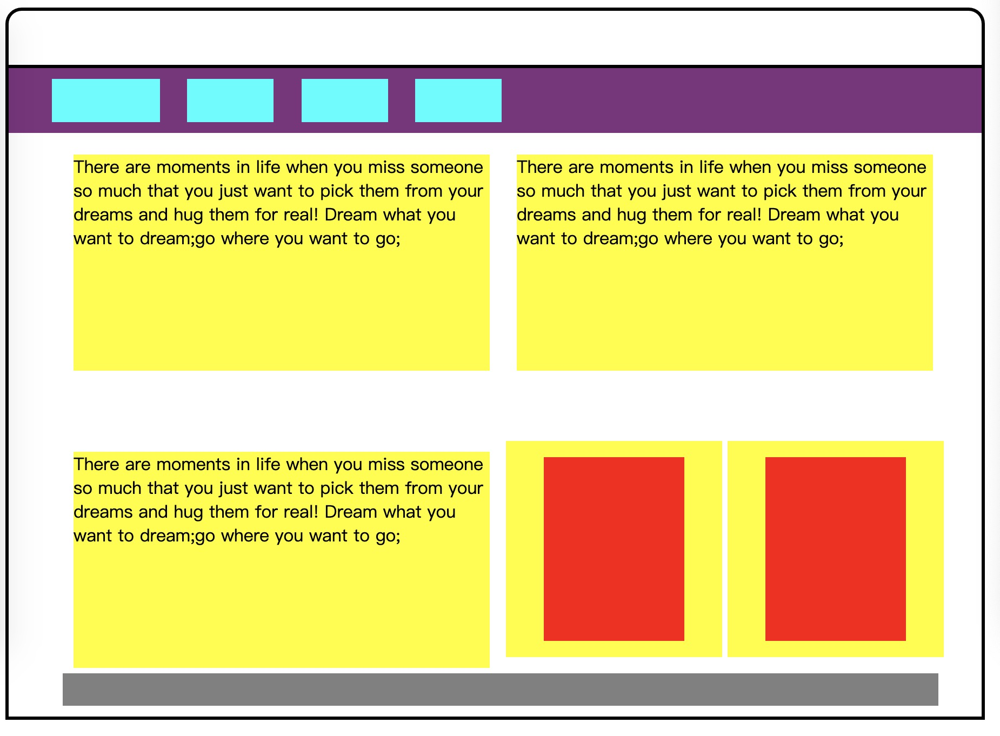 There are moments in life when you miss someone
so much that you just want to pick them from your
dreams and hug them for real! Dream what you
want to dream;go where you want to go;
There are moments in life when you miss someone
so much that you just want to pick them from your
dreams and hug them for real! Dream what you
want to dream;go where you want to go;
There are moments in life when you miss someone
so much that you just want to pick them from your
dreams and hug them for real! Dream what you
want to dream;go where you want to go;